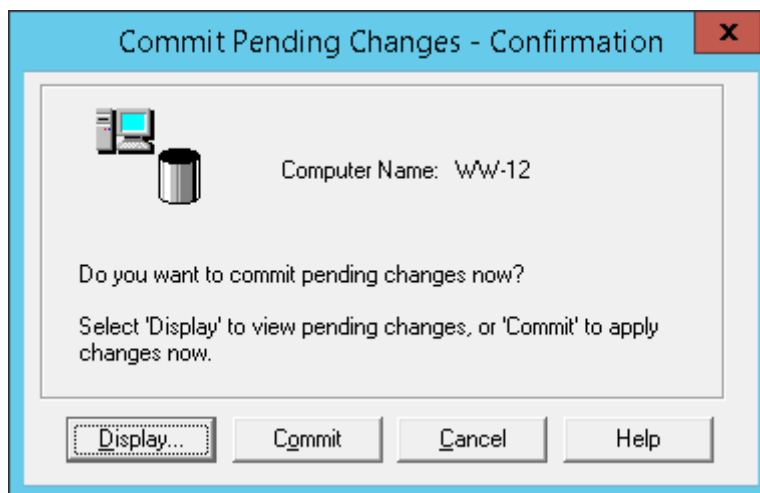 Commit Pending Changes - Confirmation
x
Computer Name: WW-12
Do you want to commit pending changes now?
Select 'Display' to view pending changes, or 'Commit' to apply
changes now.
Display... Commit Cancel Help